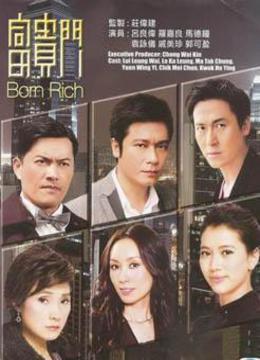 富貴門
Born Rich
監製:莊偉建
演員:呂良偉 羅嘉良 馬德鐘
袁詠儀 戚美珍 郭可盈
Executive Producer: Chong Wai Kin
Cast: Lui Leung Wai, Lo Ka Leung, Ma Tak Chung,
Yuen Wing Yi, Chik Mei Chun, Kwok Ho Ying